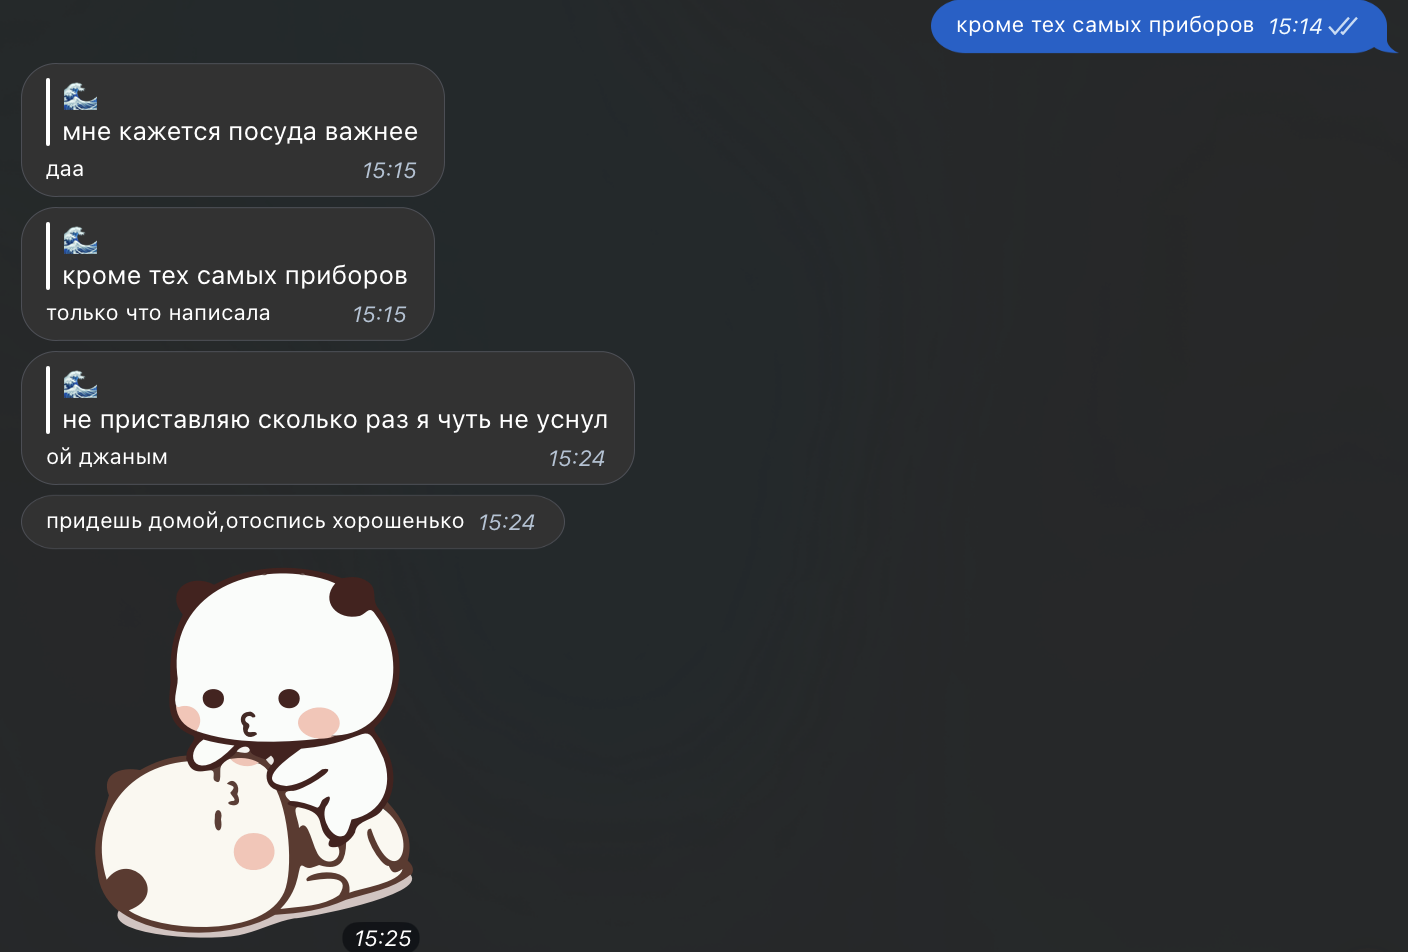 кроме тех самых приборов 15:14
🌊
мне кажется посуда важнее
даа 15:15
🌊
кроме тех самых приборов
только что написала 15:15
🌊
не приставляю сколько раз я чуть не уснул
ой джаным 15:24
придешь домой,отоспись хорошенько 15:24
15:25